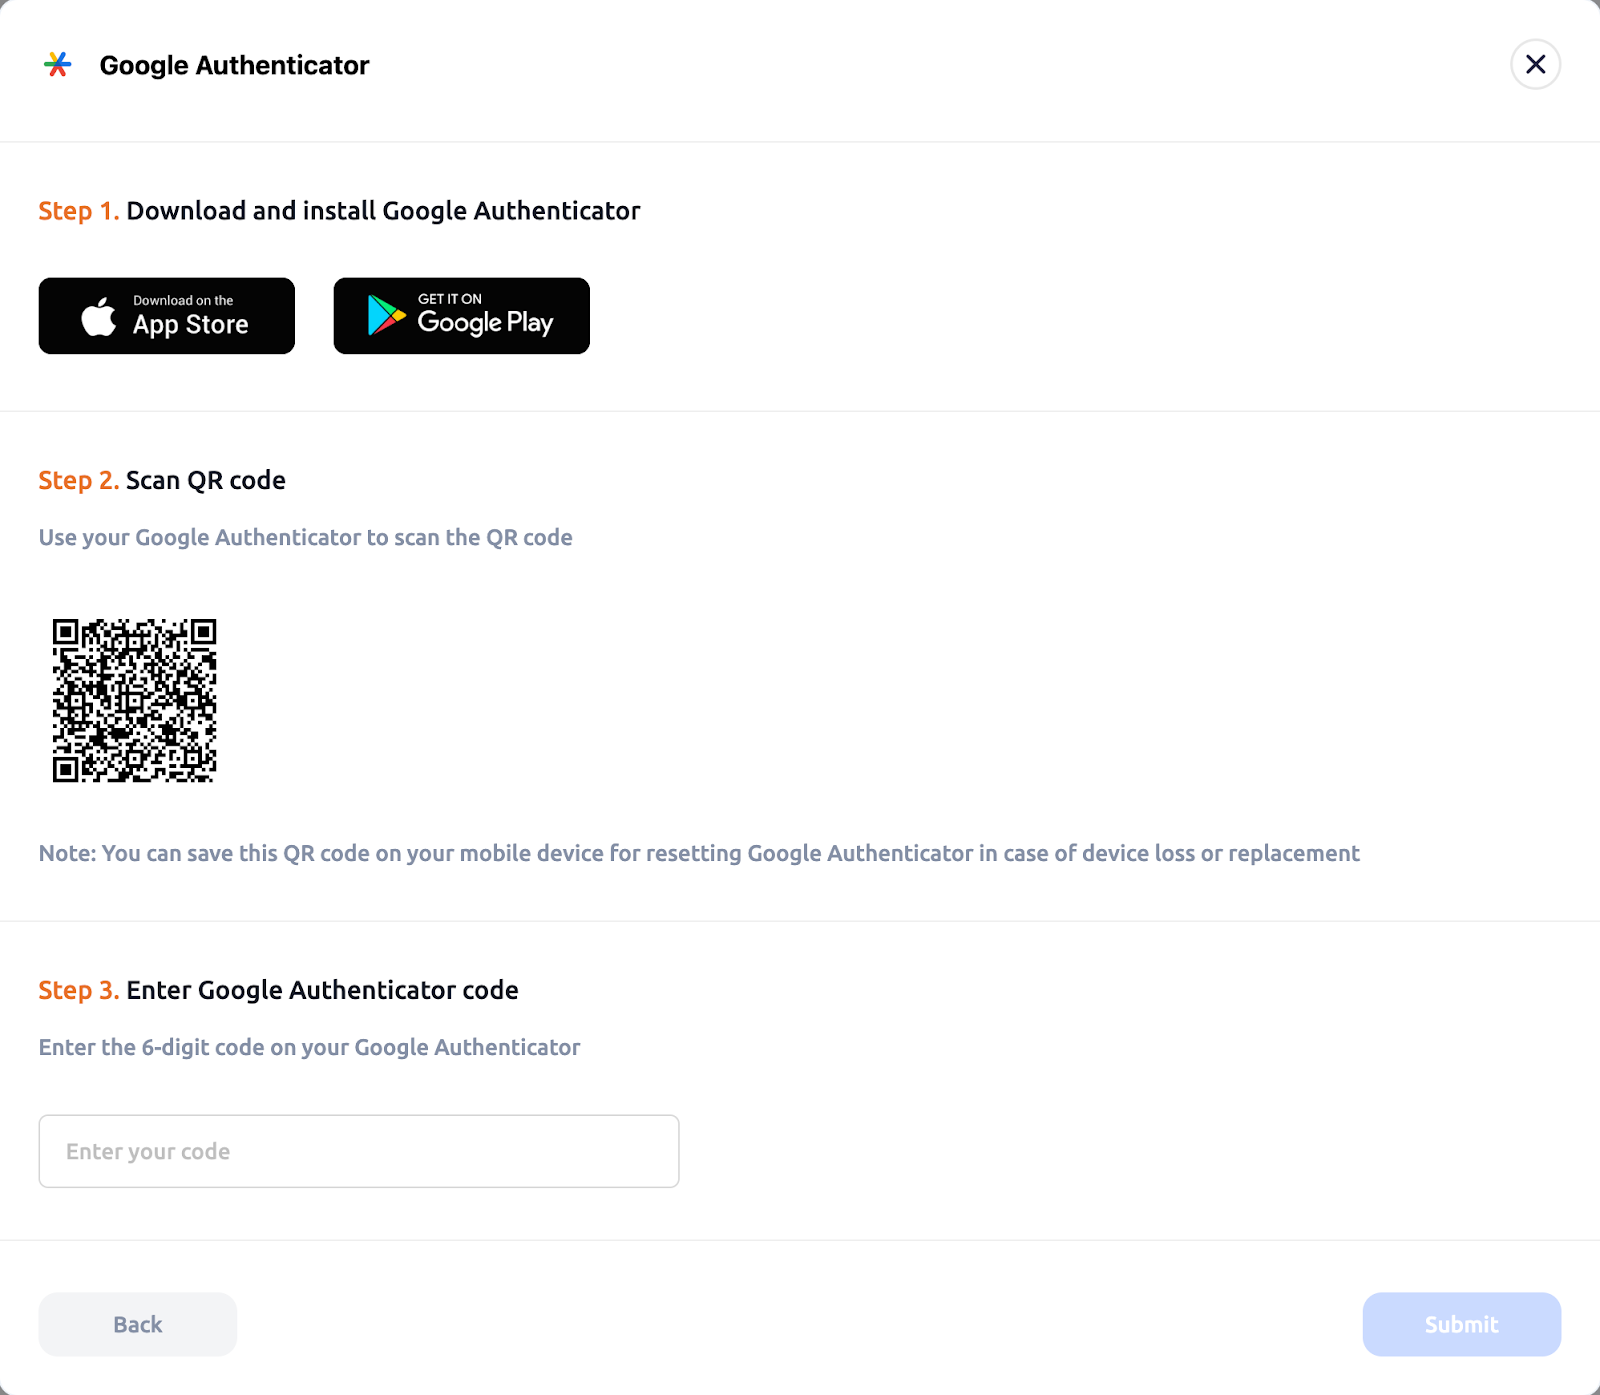 Google Authenticator
Step 1. Download and install Google Authenticator
Download on the
App Store
GET IT ON
Google Play
Step 2. Scan QR code
Use your Google Authenticator to scan the QR code
Note: You can save this QR code on your mobile device for resetting Google Authenticator in case of device loss or replacement
Step 3. Enter Google Authenticator code
Enter the 6-digit code on your Google Authenticator
Enter your code
Back
Submit